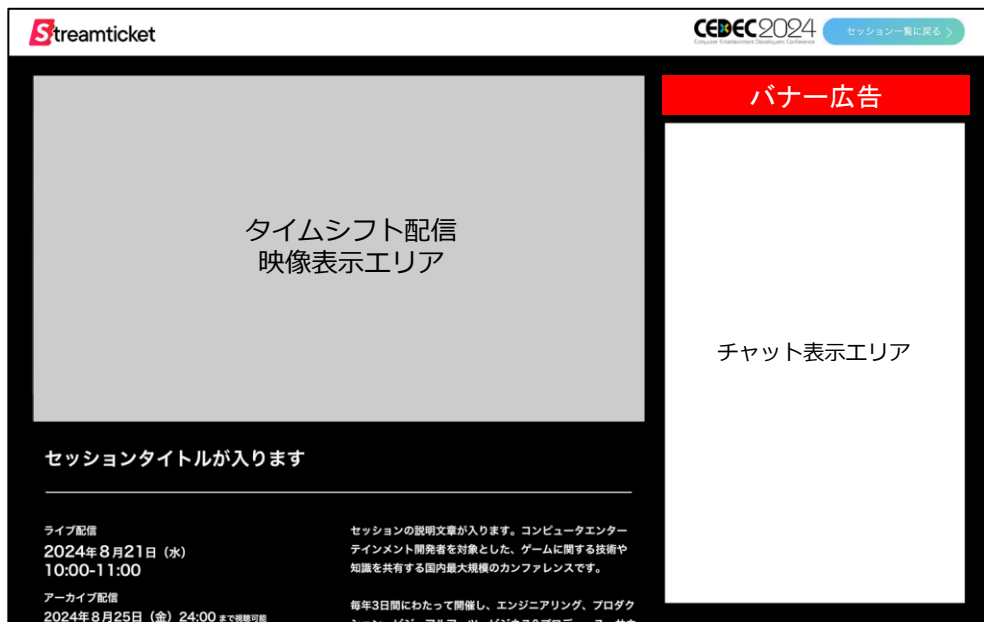 Streamticket
CEDEC2024
Computer Entertainment Developers Conference
セッション一覧に戻る
バナー広告
タイムシフト配信
映像表示エリア
チャット表示エリア
セッションタイトルが入ります
ライブ配信
2024年8月21日（水）
10:00-11:00
アーカイブ配信
2024年8月25日（金）24:00 まで視聴可能
セッションの説明文章が入ります。コンピュータエンター
テインメント開発者を対象とした、ゲームに関する技術や
知識を共有する国内最大規模のカンファレンスです。
毎年3日間にわたって開催し、エンジニアリング、プロダク